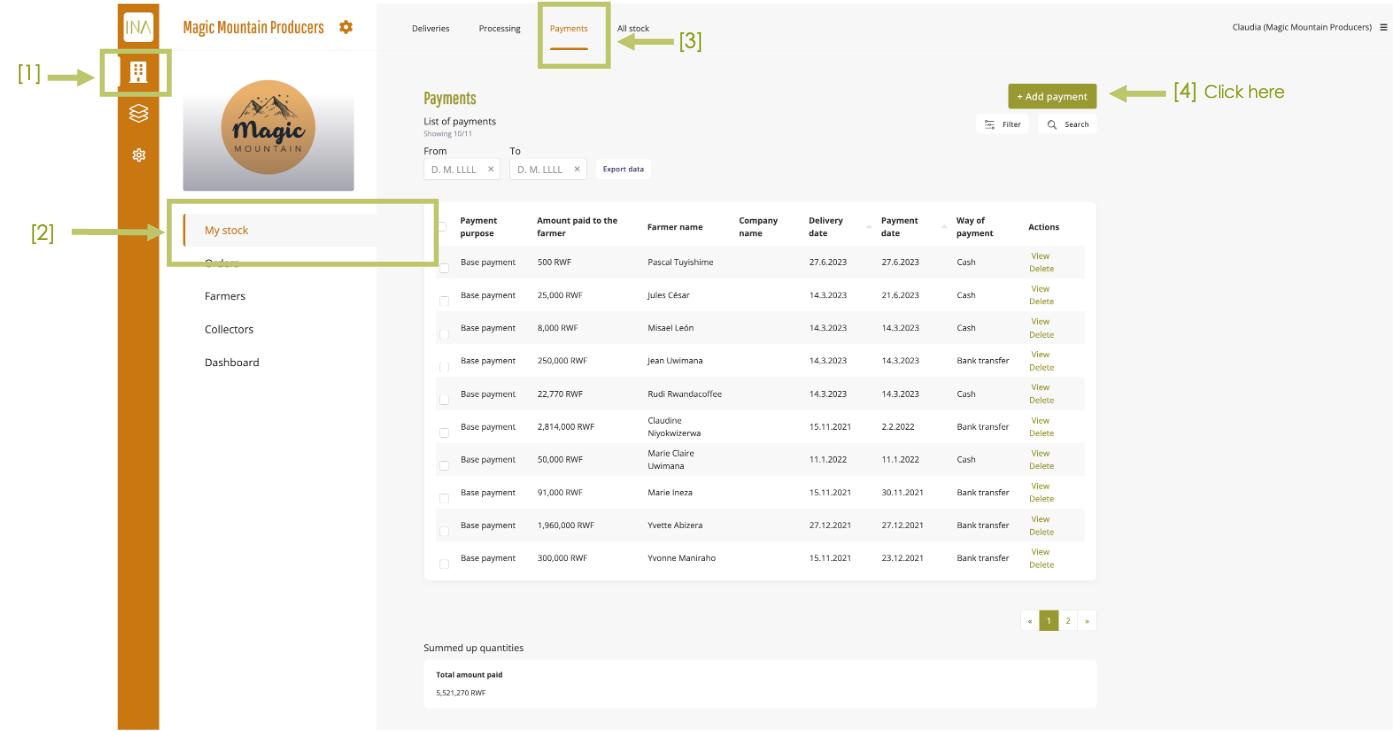 INA
Magic Mountain Producers
Deliveries Processing Payments All stock
Claudia (Magic Mountain Producers)
[3]
[1]
Magic
MOUNTAIN
Payments
+ Add payment
[4] Click here
List of payments
Showing 10/11
Filter Search
From To
D. M. LLLL × D. M. LLLL × Export data
[2]
My stock
Orders
Farmers
Collectors
Dashboard
Payment purpose Amount paid to the farmer Farmer name Company name Delivery date Payment date Way of payment Actions
Base payment 500 RWF Pascal Tuyishime 27.6.2023 27.6.2023 Cash View Delete
Base payment 25,000 RWF Jules César 14.3.2023 21.6.2023 Cash View Delete
Base payment 8,000 RWF Misael León 14.3.2023 14.3.2023 Cash View Delete
Base payment 250,000 RWF Jean Uwimana 14.3.2023 14.3.2023 Bank transfer View Delete
Base payment 22,770 RWF Rudi Rwandacoffee 14.3.2023 14.3.2023 Cash View Delete
Base payment 2,814,000 RWF Claudine Niyokwizerwa 15.11.2021 2.2.2022 Bank transfer View Delete
Base payment 50,000 RWF Marie Claire Uwimana 11.1.2022 11.1.2022 Cash View Delete
Base payment 91,000 RWF Marie Ineza 15.11.2021 30.11.2021 Bank transfer View Delete
Base payment 1,960,000 RWF Yvette Abizera 27.12.2021 27.12.2021 Bank transfer View Delete
Base payment 300,000 RWF Yvonne Maniraho 15.11.2021 23.12.2021 Bank transfer View Delete
« 1 2 »
Summed up quantities
Total amount paid
5,521,270 RWF